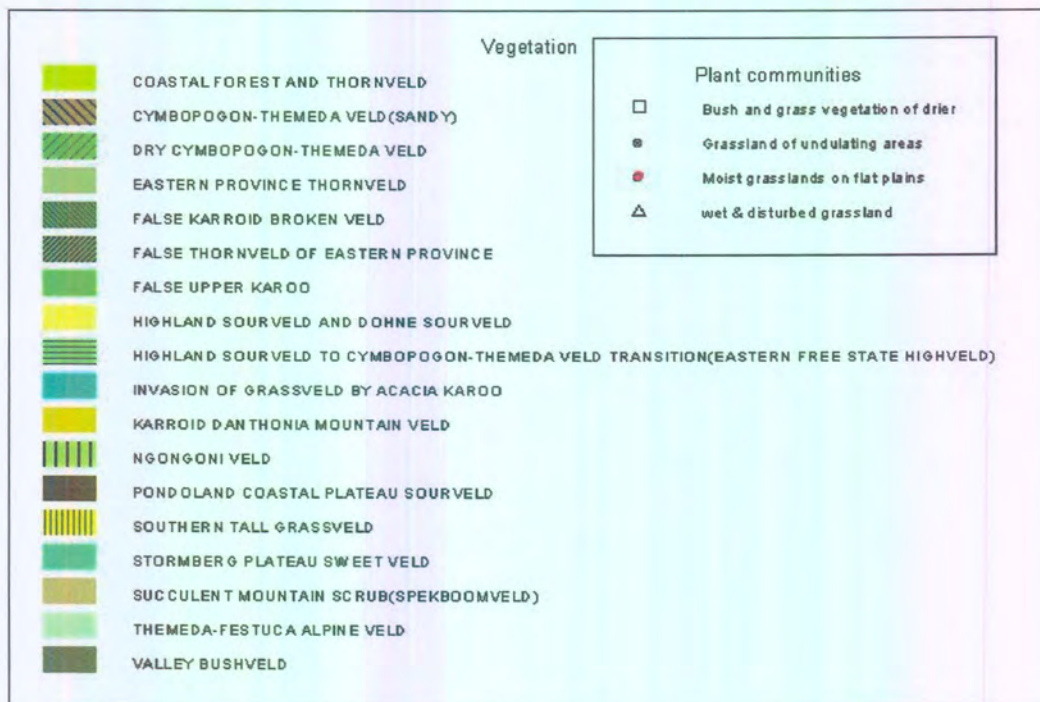 Vegetation
COASTAL FOREST AND THORNVELD
CYMBOPOGON-THEMEDA VELD(SANDY)
DRY CYMBOPOGON-THEMEDA VELD
EASTERN PROVINCE THORNVELD
FALSE KARROID BROKEN VELD
FALSE THORNVELD OF EASTERN PROVINCE
FALSE UPPER KAROO
HIGHLAND SOURVELD AND DOHNE SOURVELD
HIGHLAND SOURVELD TO CYMBOPOGON-THEMEDA VELD TRANSITION(EASTERN FREE STATE HIGHVELD)
INVASION OF GRASSVELD BY ACACIA KAROO
KARROID DANTHONIA MOUNTAIN VELD
NGONGONI VELD
PONDOLAND COASTAL PLATEAU SOURVELD
SOUTHERN TALL GRASSVELD
STORMBERG PLATEAU SWEET VELD
SUCCULENT MOUNTAIN SCRUB(SPEKBOOMVELD)
THEMEDA-FESTUCA ALPINE VELD
VALLEY BUSHVELD
Plant communities
Bush and grass vegetation of drier
Grassland of undulating areas
Moist grasslands on flat plains
wet & disturbed grassland